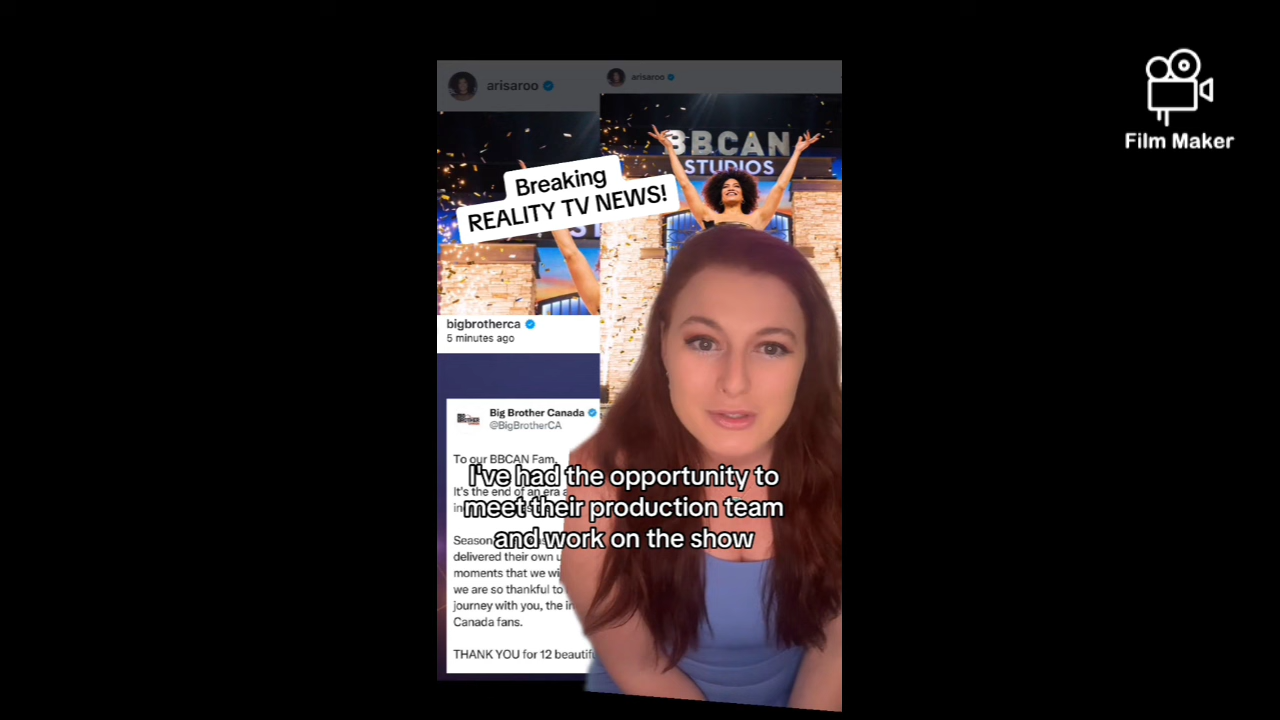 Film Maker
arisaroo
arisaroo
BBCAN
STUDIOS
Breaking
REALITY TV NEWS!
bigbrotherca
5 minutes ago
Big Brother Canada
@BigBrotherCA
To our BBCAN Fam,
It's the end of an era
I've had the opportunity to
meet their production team
and work on the show
Season
delivered their own
moments that we
we are so thankful to
journey with you, the
Canada fans.
THANK YOU for 12